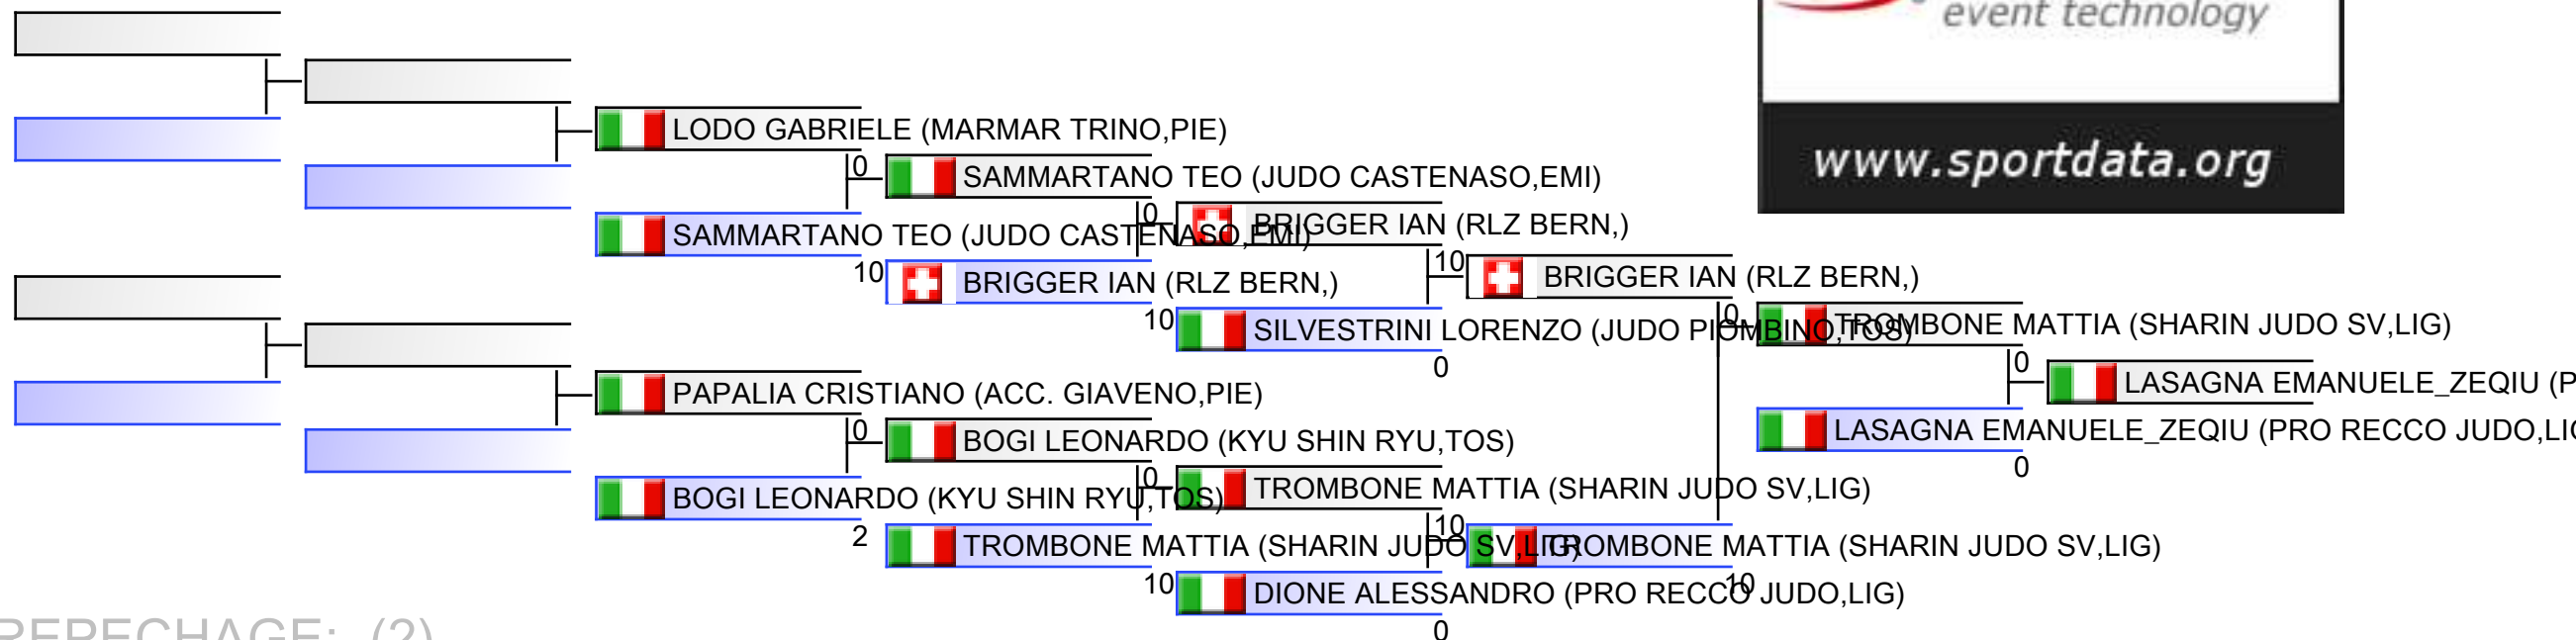 event technology
www.sportdata.org
LODO GABRIELE (MARMAR TRINO,PIE)
0
SAMMARTANO TEO (JUDO CASTENASO,EMI)
0
BRIGGER IAN (RLZ BERN,)
SAMMARTANO TEO (JUDO CASTENASO,EMI)
10
BRIGGER IAN (RLZ BERN,)
10
BRIGGER IAN (RLZ BERN,)
10
SILVESTRINI LORENZO (JUDO PIOMBINO,TOS)
0
0
TROMBONE MATTIA (SHARIN JUDO SV,LIG)
0
LASAGNA EMANUELE_ZEQIU (P
LASAGNA EMANUELE_ZEQIU (PRO RECCO JUDO,LIG
0
PAPALIA CRISTIANO (ACC. GIAVENO,PIE)
0
BOGI LEONARDO (KYU SHIN RYU,TOS)
0
TROMBONE MATTIA (SHARIN JUDO SV,LIG)
BOGI LEONARDO (KYU SHIN RYU,TOS)
2
TROMBONE MATTIA (SHARIN JUDO SV,LIG)
10
10
TROMBONE MATTIA (SHARIN JUDO SV,LIG)
10
DIONE ALESSANDRO (PRO RECCO JUDO,LIG)
0
REPECHAGE: (2)